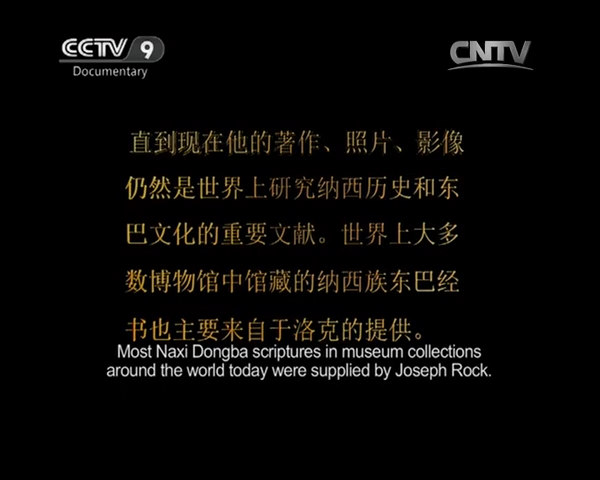 CCTV 9
Documentary
CNTV
直到现在他的著作、照片、影像
仍然是世界上研究纳西历史和东
巴文化的重要文献。世界上大多
数博物馆中馆藏的纳西族东巴经
书也主要来自于洛克的提供。
Most Naxi Dongba scriptures in museum collections
around the world today were supplied by Joseph Rock.